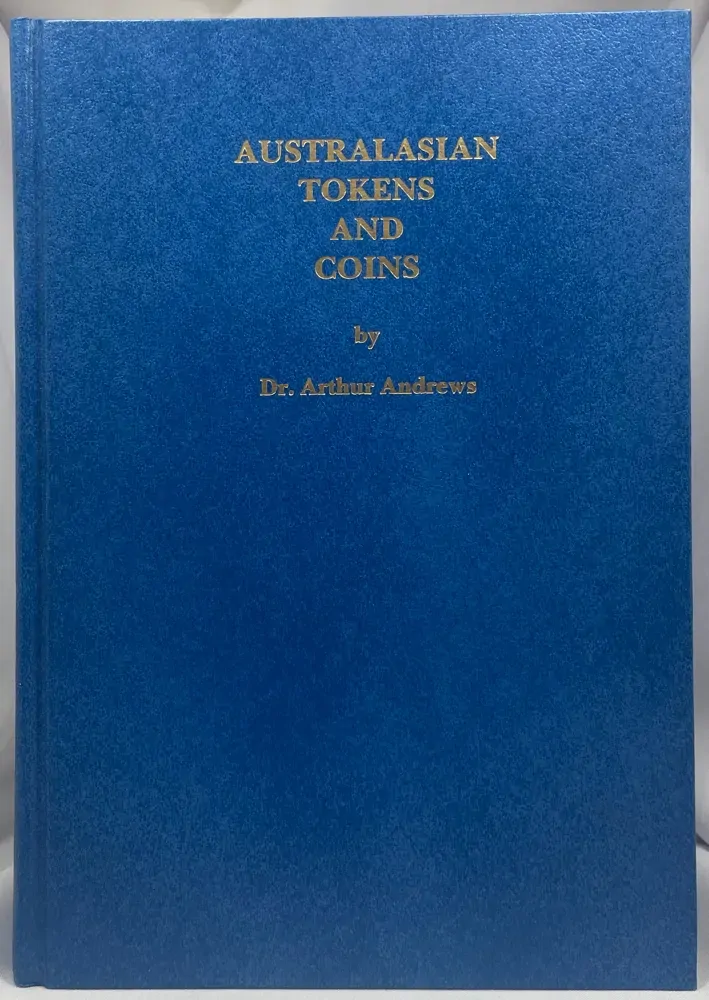 AUSTRALASIAN
TOKENS
AND
COINS
by
Dr. Arthur Andrews